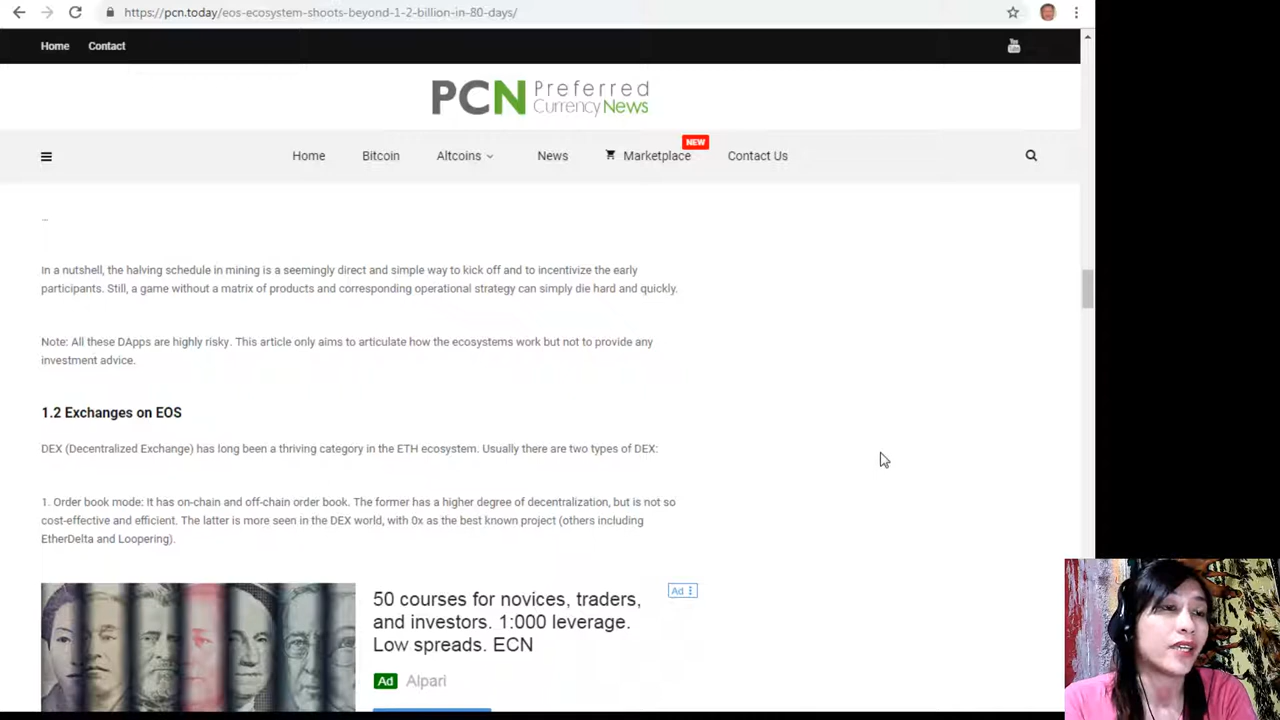 https://pcn.today/eos-ecosystem-shoots-beyond-1-2-billion-in-80-days/
Home Contact
You Tube
PCN Preferred Currency News
NEW
Home Bitcoin Altcoins News Marketplace Contact Us
...
In a nutshell, the halving schedule in mining is a seemingly direct and simple way to kick off and to incentivize the early
participants. Still, a game without a matrix of products and corresponding operational strategy can simply die hard and quickly.
Note: All these DApps are highly risky. This article only aims to articulate how the ecosystems work but not to provide any
investment advice.
1.2 Exchanges on EOS
DEX (Decentralized Exchange) has long been a thriving category in the ETH ecosystem. Usually there are two types of DEX:
1. Order book mode: It has on-chain and off-chain order book. The former has a higher degree of decentralization, but is not so
cost-effective and efficient. The latter is more seen in the DEX world, with 0x as the best known project (others including
EtherDelta and Loopering).
50 courses for novices, traders,
and investors. 1:000 leverage.
Low spreads. ECN
Ad
Ad Alpari